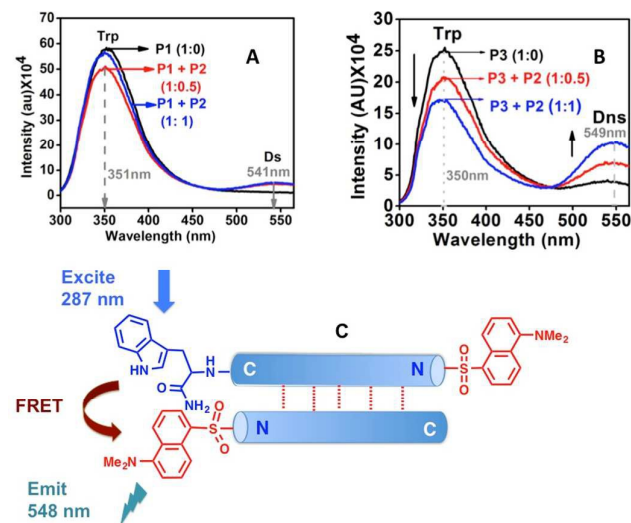 A
Intensity (au)X10⁴
70
60
50
40
30
20
10
0
Trp
P1 (1:0)
P1 + P2
(1:0.5)
P1 + P2
(1: 1)
351nm
Ds
541nm
300 350 400 450 500 550
Wavelength (nm)
B
Intensity (AU)X10⁴
30
25
20
15
10
5
0
Trp
P3 (1:0)
P3 + P2 (1:0.5)
P3 + P2 (1:1)
Dns
549nm
350nm
300 350 400 450 500 550
Wavelength (nm)
Excite
287 nm
C
HN
H
N
O
NH₂
C
N
O
S
O
NMe₂
FRET
O
S
O
N
C
Me₂N
Emit
548 nm